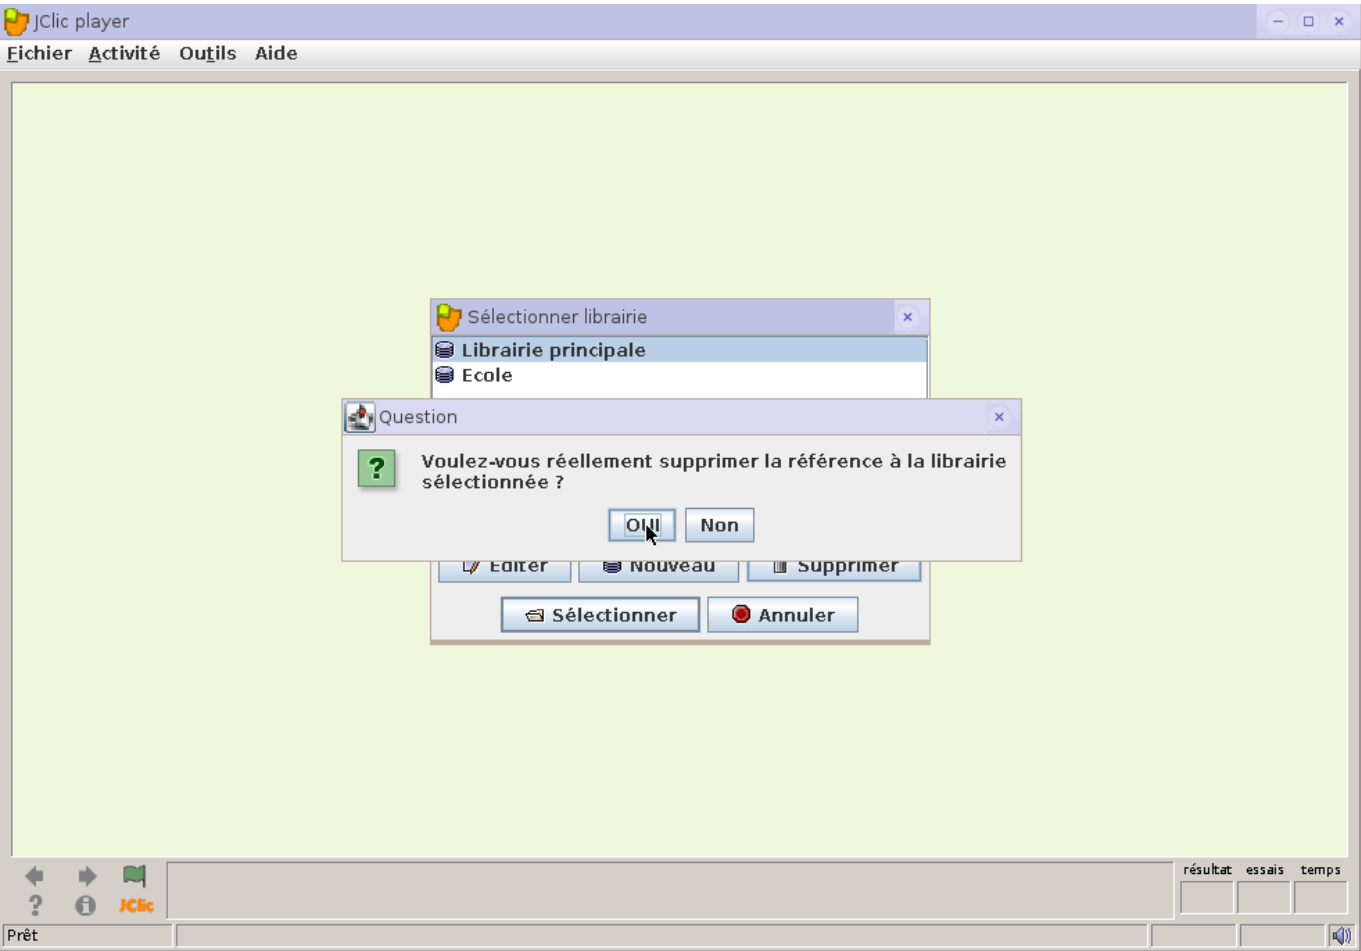 JClic player
Fichier Activité Outils Aide
Sélectionner librairie
Librairie principale
Ecole
Question
Voulez-vous réellement supprimer la référence à la librairie
sélectionnée ?
OUI Non
Editer Nouveau Supprimer
Sélectionner Annuler
résultat essais temps
JClic
Prêt